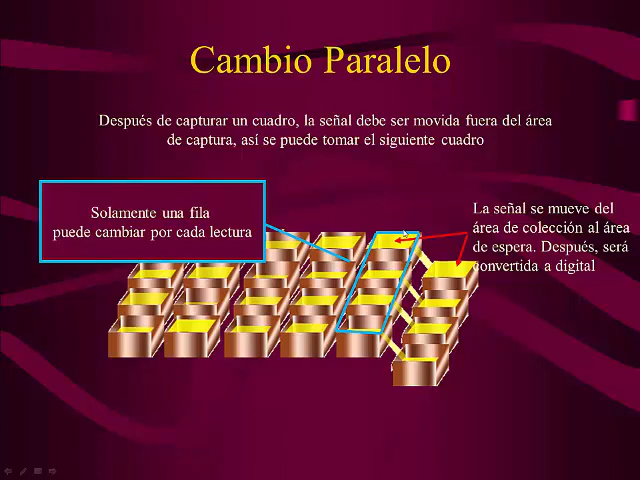 Cambio Paralelo
Después de capturar un cuadro, la señal debe ser movida fuera del área
de captura, así se puede tomar el siguiente cuadro
Solamente una fila
puede cambiar por cada lectura
La señal se mueve del
área de colección al área
de espera. Después, será
convertida a digital